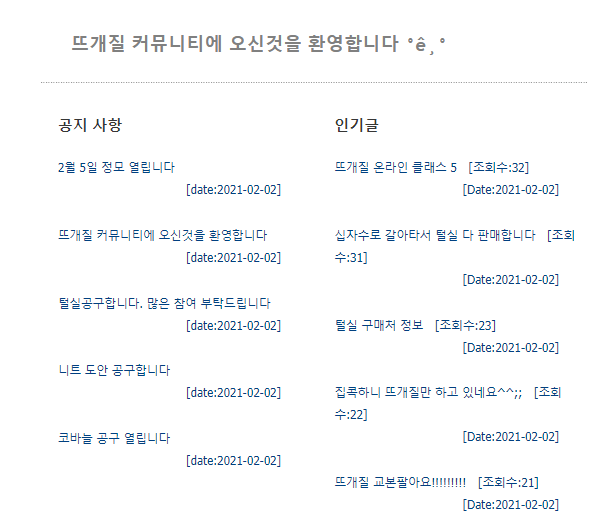 뜨개질 커뮤니티에 오신것을 환영합니다 °ê¸°
공지 사항
2월 5일 정모 열립니다
[date:2021-02-02]
뜨개질 커뮤니티에 오신것을 환영합니다
[date:2021-02-02]
털실공구합니다. 많은 참여 부탁드립니다
[date:2021-02-02]
니트 도안 공구합니다
[date:2021-02-02]
코바늘 공구 열립니다
[date:2021-02-02]
인기글
뜨개질 온라인 클래스 5 [조회수:32]
[Date:2021-02-02]
십자수로 갈아타서 털실 다 판매합니다 [조회
수:31]
[Date:2021-02-02]
털실 구매처 정보 [조회수:23]
[Date:2021-02-02]
집콕하니 뜨개질만 하고 있네요^^;; [조회
수:22]
[Date:2021-02-02]
뜨개질 교본팔아요!!!!!!!!! [조회수:21]
[Date:2021-02-02]